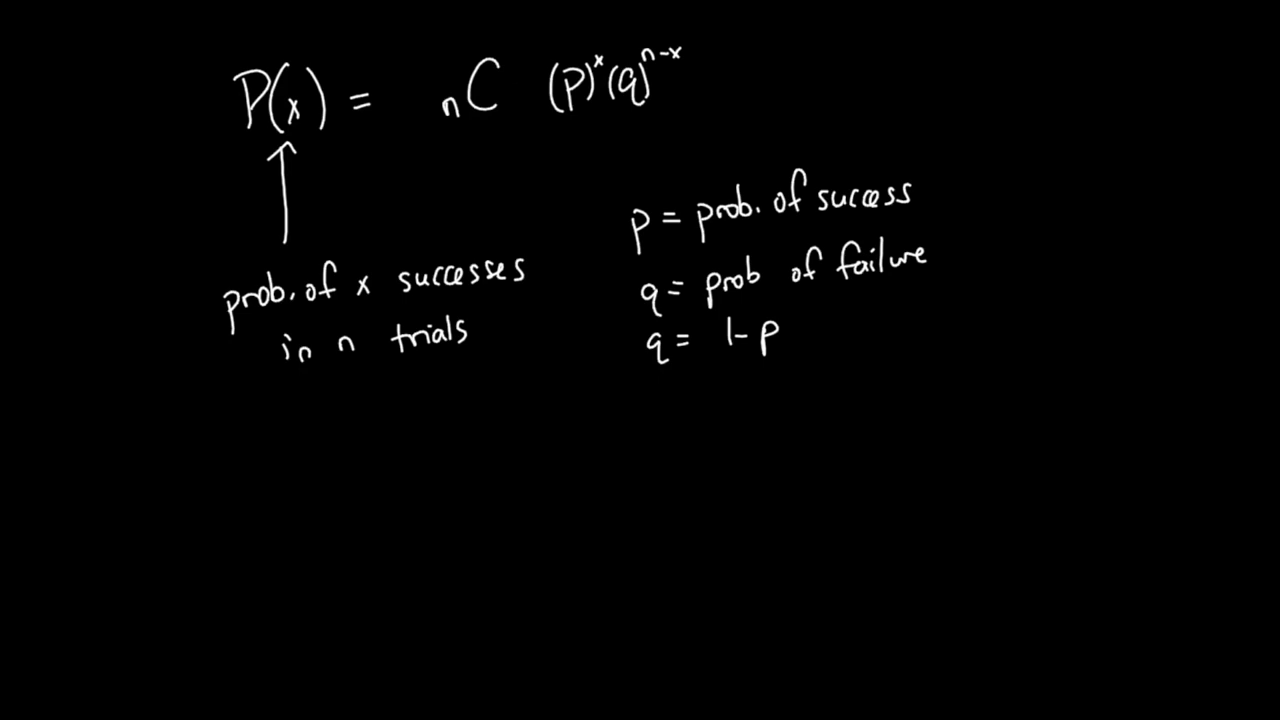 P(x) = nC (p)^x (q)^n-x
prob. of x successes
in n trials
p = prob. of success
q = prob of failure
q = 1-p